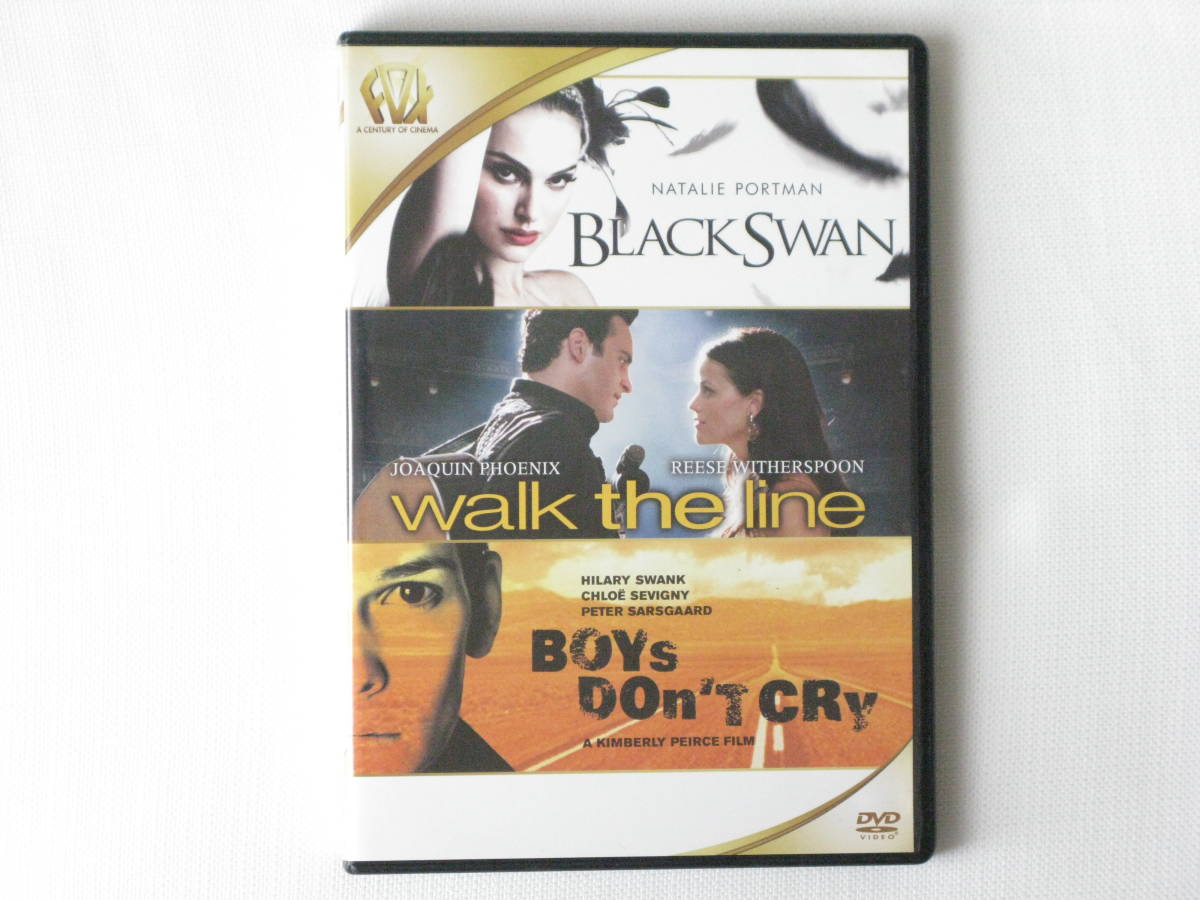 FOX
A CENTURY OF CINEMA
NATALIE PORTMAN
BLACK SWAN
JOAQUIN PHOENIX REESE WITHERSPOON
walk the line
HILARY SWANK
CHLOË SEVIGNY
PETER SARSGAARD
BOYs
DOn'T CRy
A KIMBERLY PEIRCE FILM
DVD
VIDEO